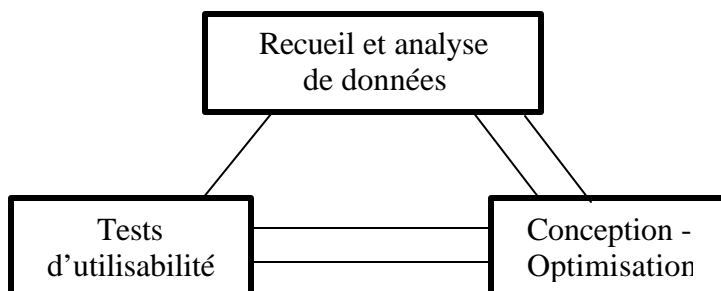 Recueil et analyse
de données
Tests
d’utilisabilité
Conception -
Optimisation